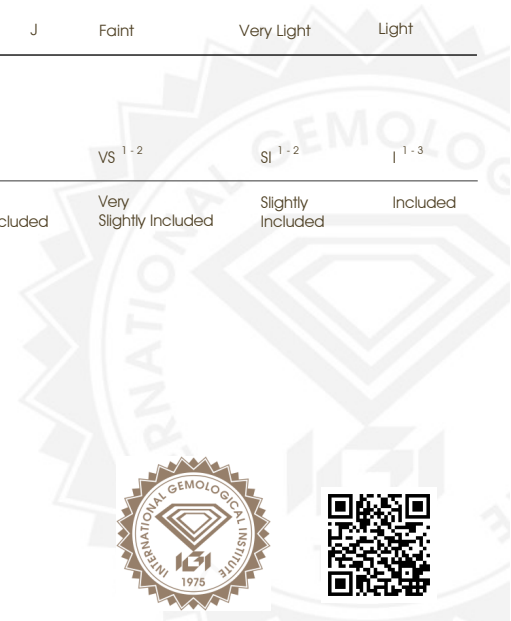 J Faint Very Light Light
VS 1 - 2 SI 1 - 2 I 1 - 3
Very Slightly Included
cluded Slightly Included Included
INTERNATIONAL GEMOLOGICAL INSTITUTE
IGI
1975